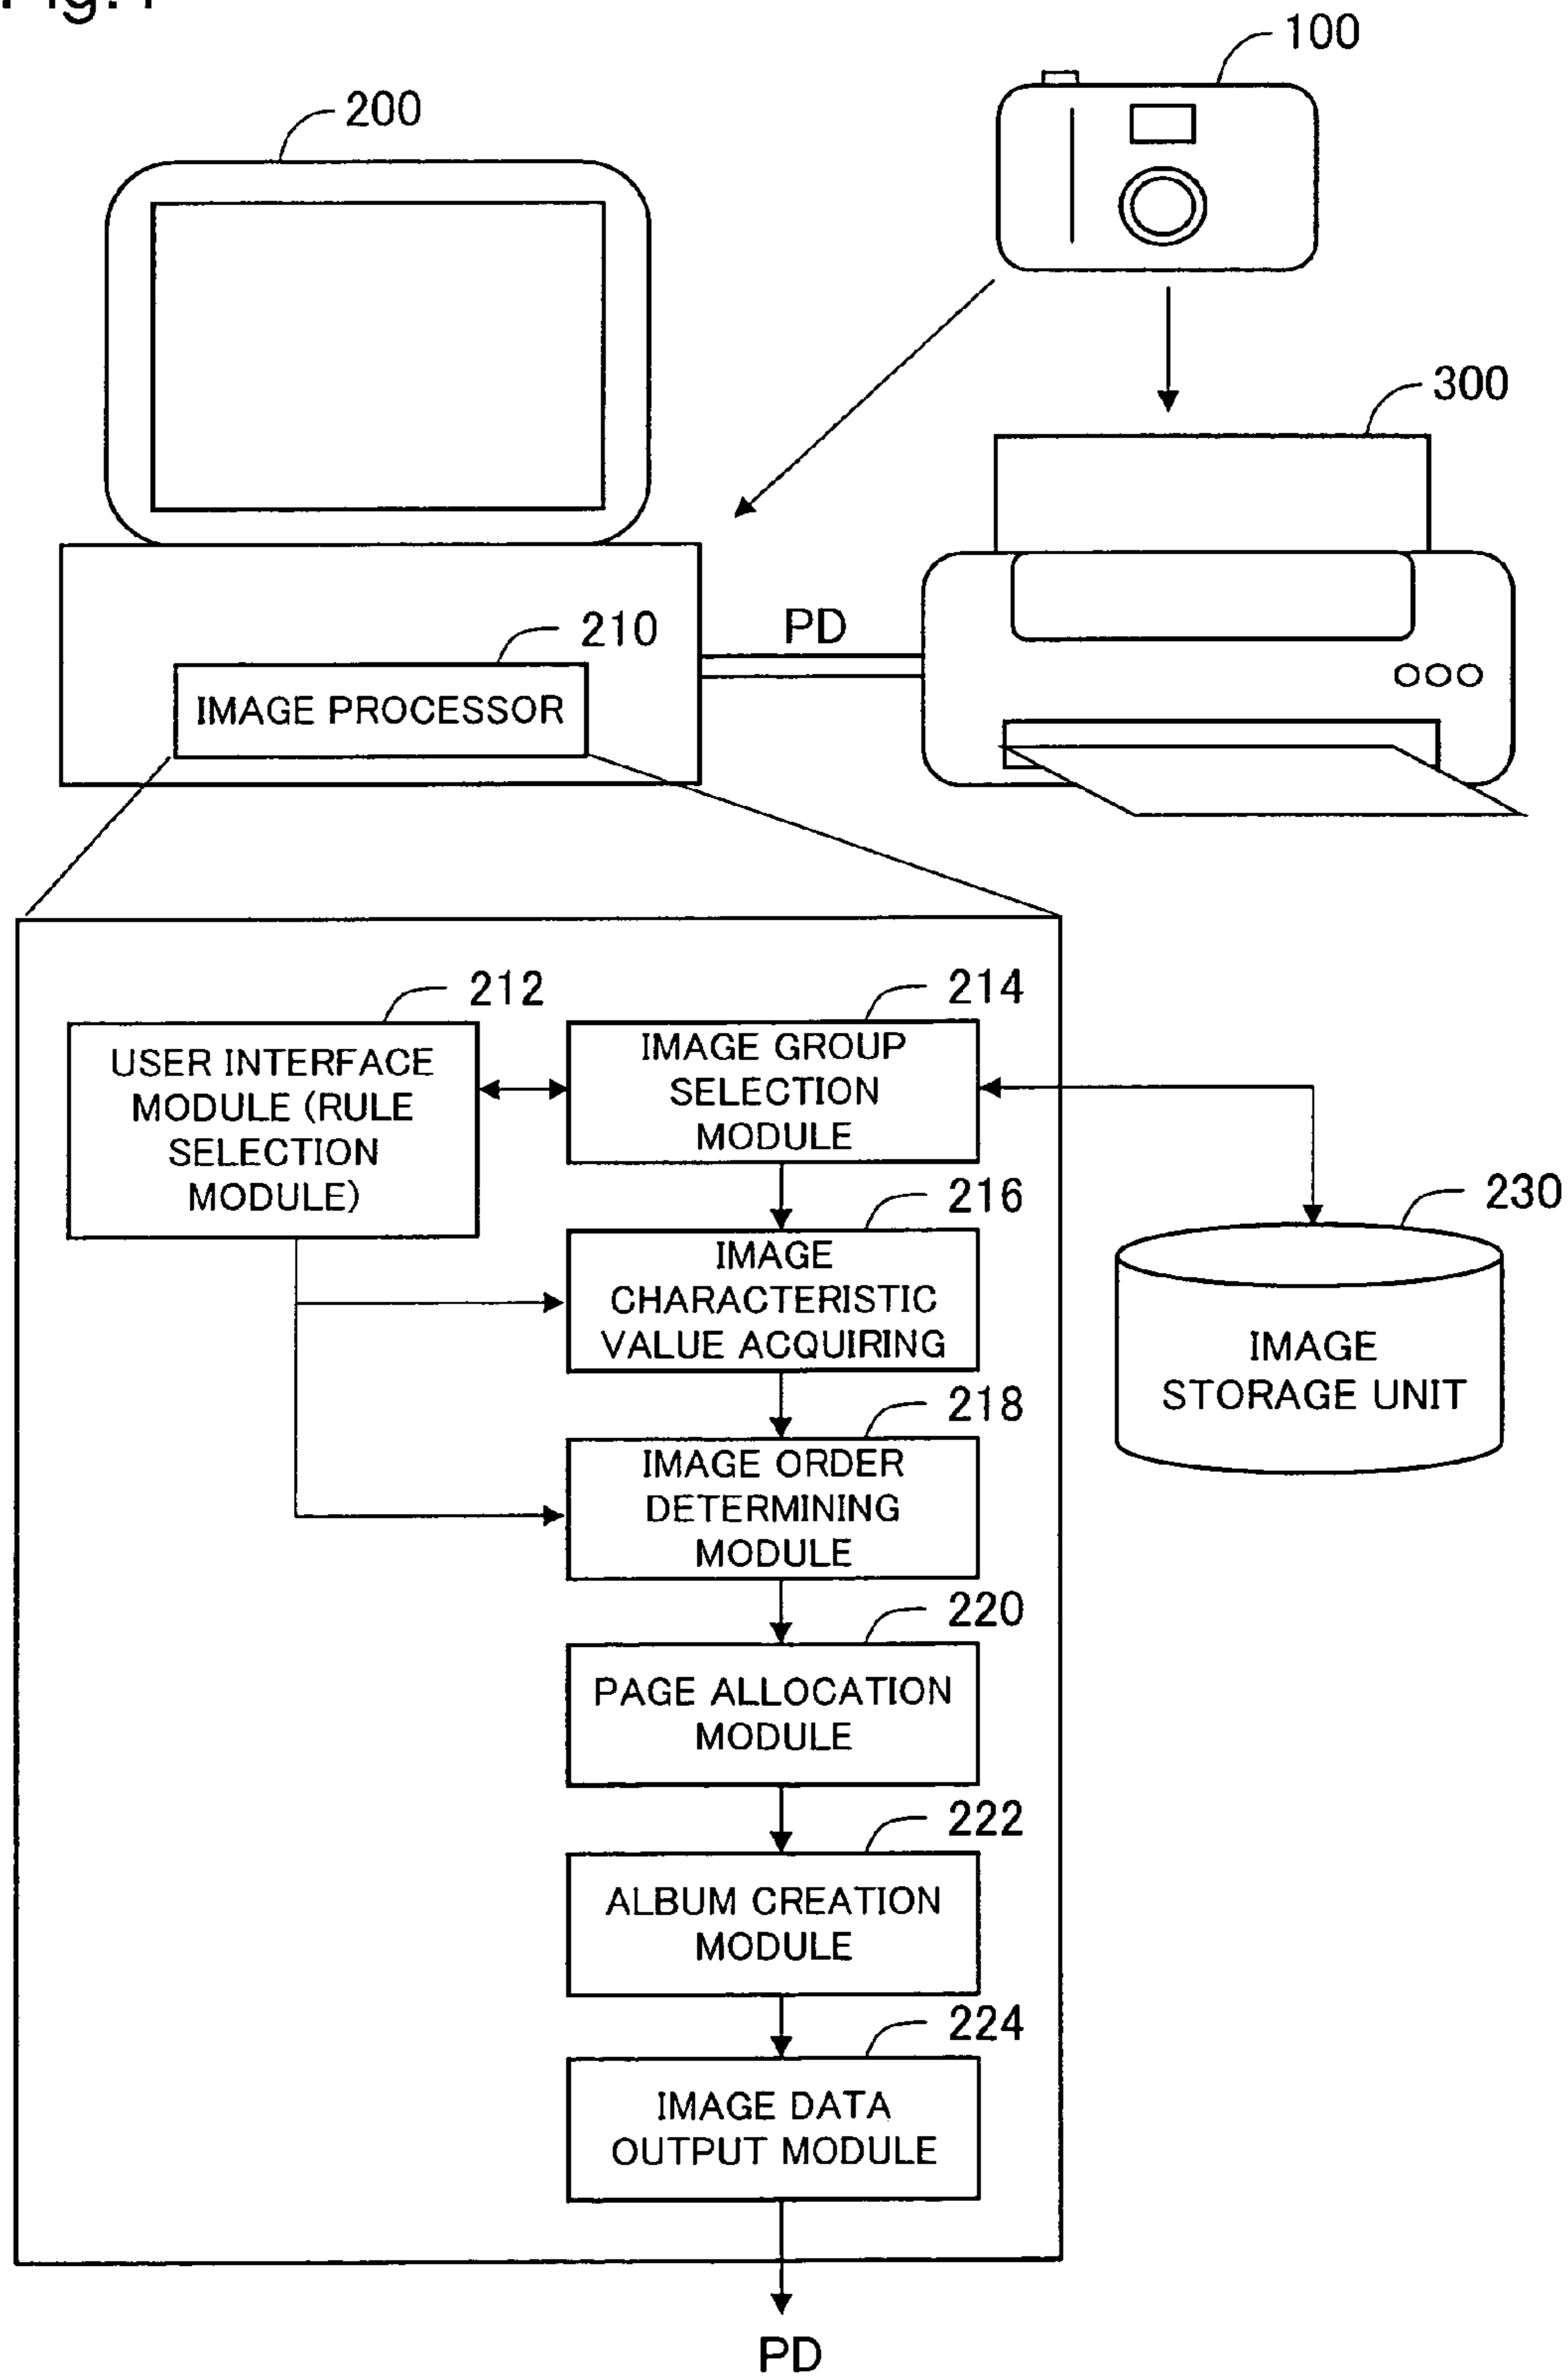 Fig.1
100
200
300
PD
210
IMAGE PROCESSOR
212
214
USER INTERFACE
MODULE (RULE
SELECTION
MODULE)
IMAGE GROUP
SELECTION
MODULE
216
230
IMAGE
CHARACTERISTIC
VALUE ACQUIRING
IMAGE
STORAGE UNIT
218
IMAGE ORDER
DETERMINING
MODULE
220
PAGE ALLOCATION
MODULE
222
ALBUM CREATION
MODULE
224
IMAGE DATA
OUTPUT MODULE
PD